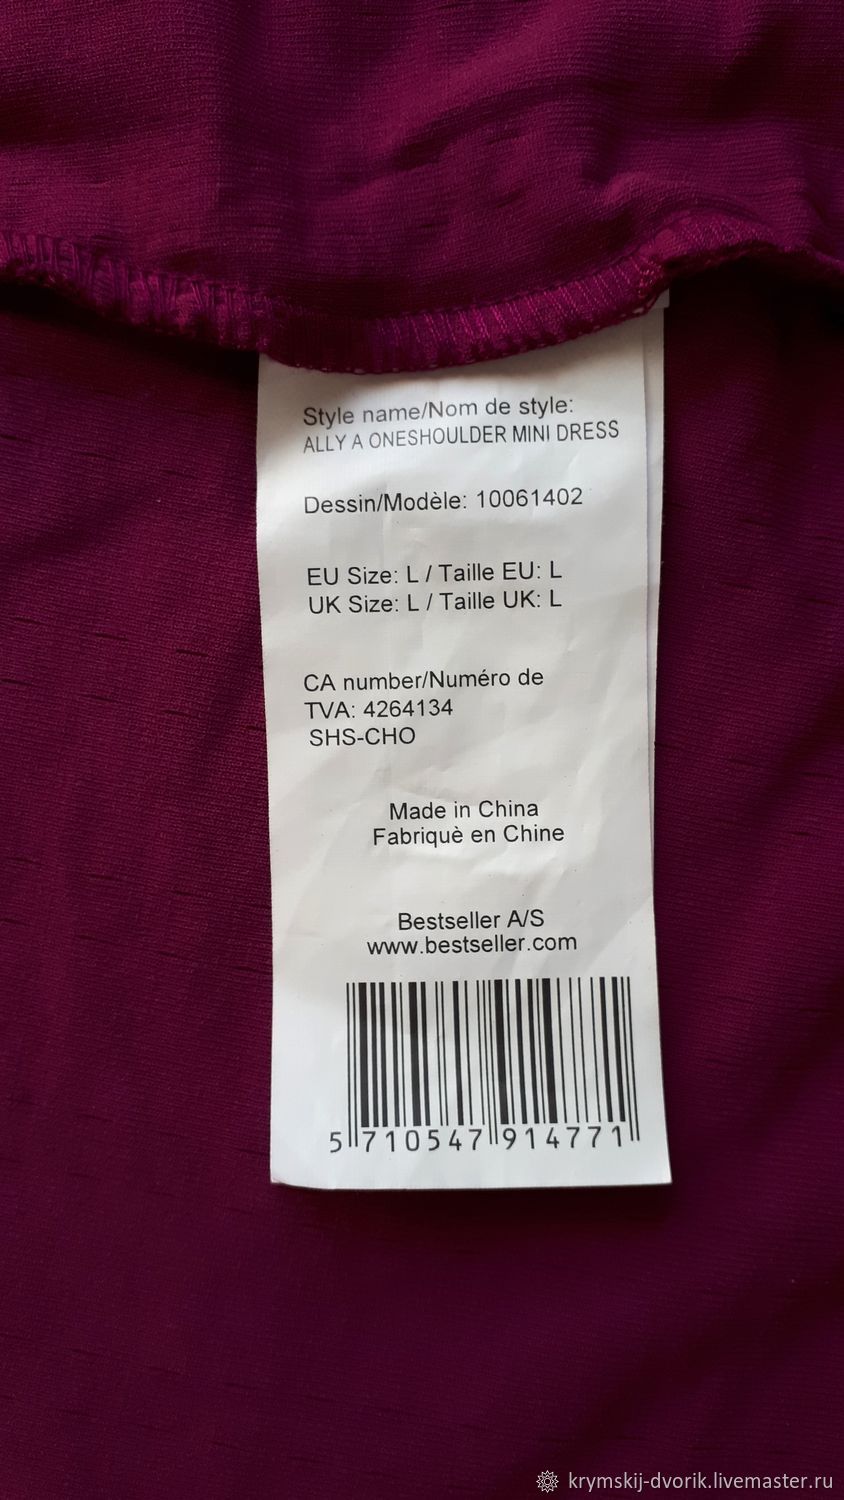 Style name/Nom de style:
ALLY A ONESHOULDER MINI DRESS
Dessin/Modèle: 10061402
EU Size: L / Taille EU: L
UK Size: L / Taille UK: L
CA number/Numéro de
TVA: 4264134
SHS-CHO
Made in China
Fabriquè en Chine
Bestseller A/S
www.bestseller.com
5 710547 914771
krymskij-dvorik.livemaster.ru